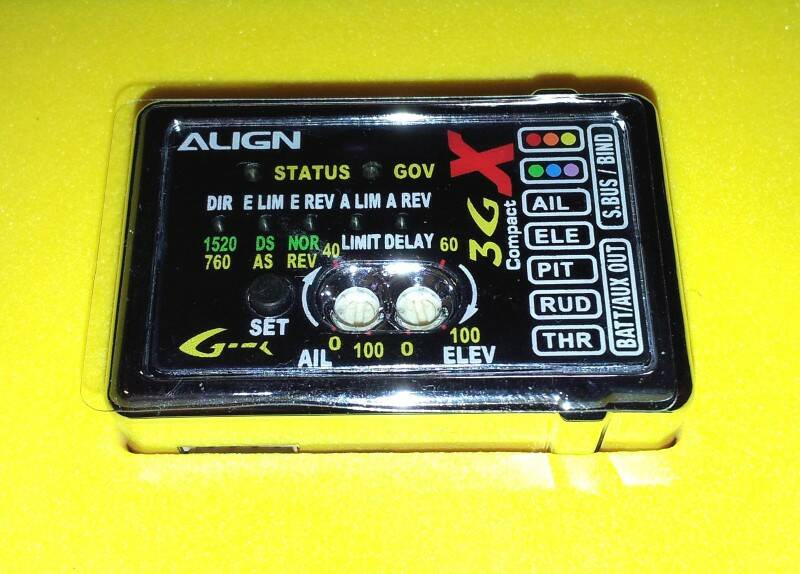 ALIGN
STATUS GOV
DIR E LIM E REV A LIM A REV
1520 DS NOR 40 LIMIT DELAY 60
760 AS REV
SET
AIL 0 100 0 100 ELEV
3GX
Compact
AIL
ELE
PIT
RUD
THR
S.BUS / BIND
BATT/AUX OUT